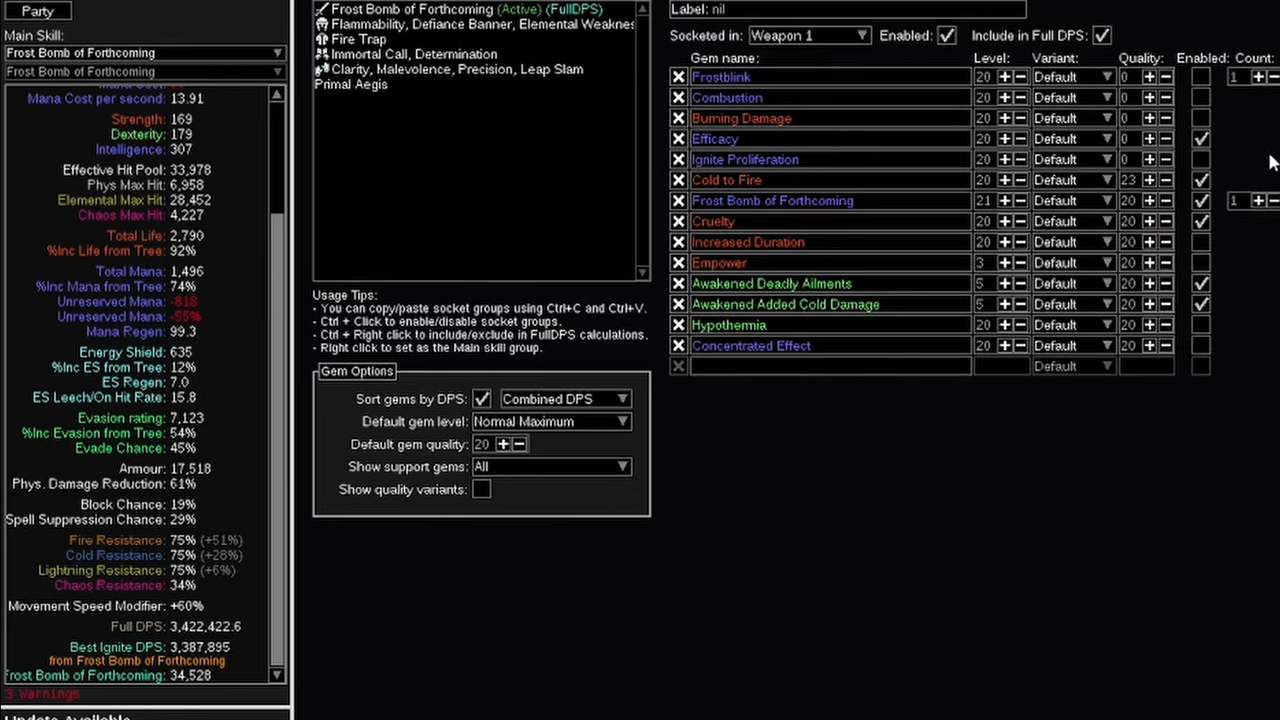 Party
Main Skill:
Frost Bomb of Forthcoming
Frost Bomb of Forthcoming
Mana Cost per second: 13.91
Strength: 169
Dexterity: 179
Intelligence: 307
Effective Hit Pool: 33,978
Phys Max Hit: 6,958
Elemental Max Hit: 28,452
Chaos Max Hit: 4,227
Total Life: 2,790
%Inc Life from Tree: 92%
Total Mana: 1,496
%Inc Mana from Tree: 74%
Unreserved Mana: -818
Unreserved Mana: -55%
Mana Regen: 99.3
Energy Shield: 635
%Inc ES from Tree: 12%
ES Regen: 7.0
ES Leech/On Hit Rate: 15.8
Evasion rating: 7,123
%Inc Evasion from Tree: 54%
Evade Chance: 45%
Armour: 17,518
Phys. Damage Reduction: 61%
Block Chance: 19%
Spell Suppression Chance: 29%
Fire Resistance: 75% (+51%)
Cold Resistance: 75% (+28%)
Lightning Resistance: 75% (+6%)
Chaos Resistance: 34%
Movement Speed Modifier: +60%
Full DPS: 3,422,422.6
Best Ignite DPS: 3,387,895
from Frost Bomb of Forthcoming
Frost Bomb of Forthcoming: 34,528
3 Warnings
Update Available
Frost Bomb of Forthcoming (Active) (FullDPS)
Flammability, Defiance Banner, Elemental Weaknes
Fire Trap
Immortal Call, Determination
Clarity, Malevolence, Precision, Leap Slam
Primal Aegis
Usage Tips:
- You can copy/paste socket groups using Ctrl+C and Ctrl+V.
- Ctrl + Click to enable/disable socket groups.
- Ctrl + Right click to include/exclude in FullDPS calculations.
- Right click to set as the Main skill group.
Gem Options
Sort gems by DPS: Combined DPS
Default gem level: Normal Maximum
Default gem quality: 20
Show support gems: All
Show quality variants:
Label: nil
Socketed in: Weapon 1 Enabled: Include in Full DPS:
Gem name: Level: Variant: Quality: Enabled: Count:
Frostblink 20 Default 0 1
Combustion 20 Default 0
Burning Damage 20 Default 0
Efficacy 20 Default 0
Ignite Proliferation 20 Default 0
Cold to Fire 20 Default 23
Frost Bomb of Forthcoming 21 Default 20 1
Cruelty 20 Default 20
Increased Duration 20 Default 20
Empower 3 Default 20
Awakened Deadly Ailments 5 Default 20
Awakened Added Cold Damage 5 Default 20
Hypothermia 20 Default 20
Concentrated Effect 20 Default 20
Default